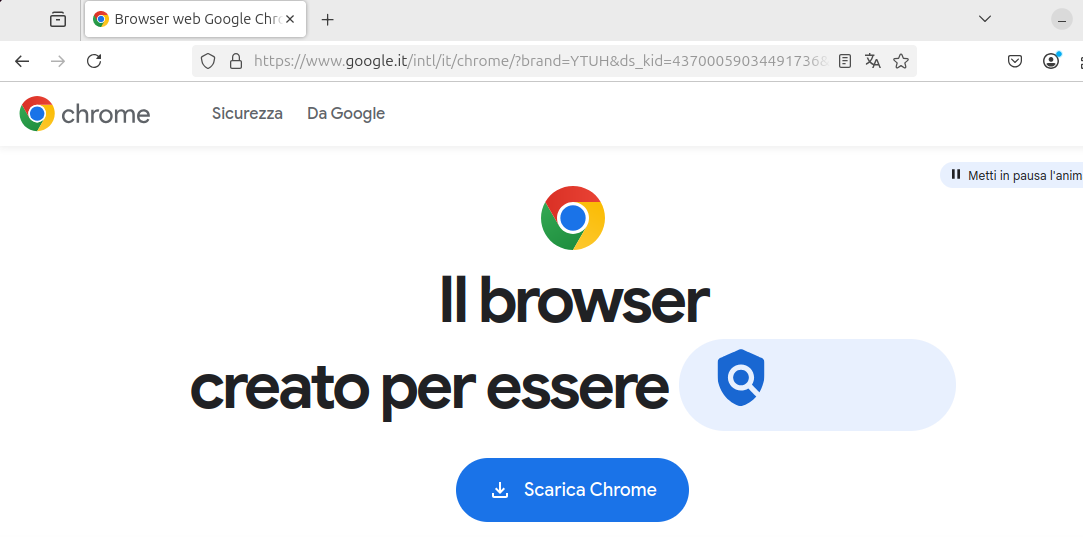 Browser web Google Chr
https://www.google.it/intl/it/chrome/?brand=YTUH&ds_kid=43700059034491736&
chrome
Sicurezza
Da Google
Metti in pausa l'anim
Il browser
creato per essere
Scarica Chrome